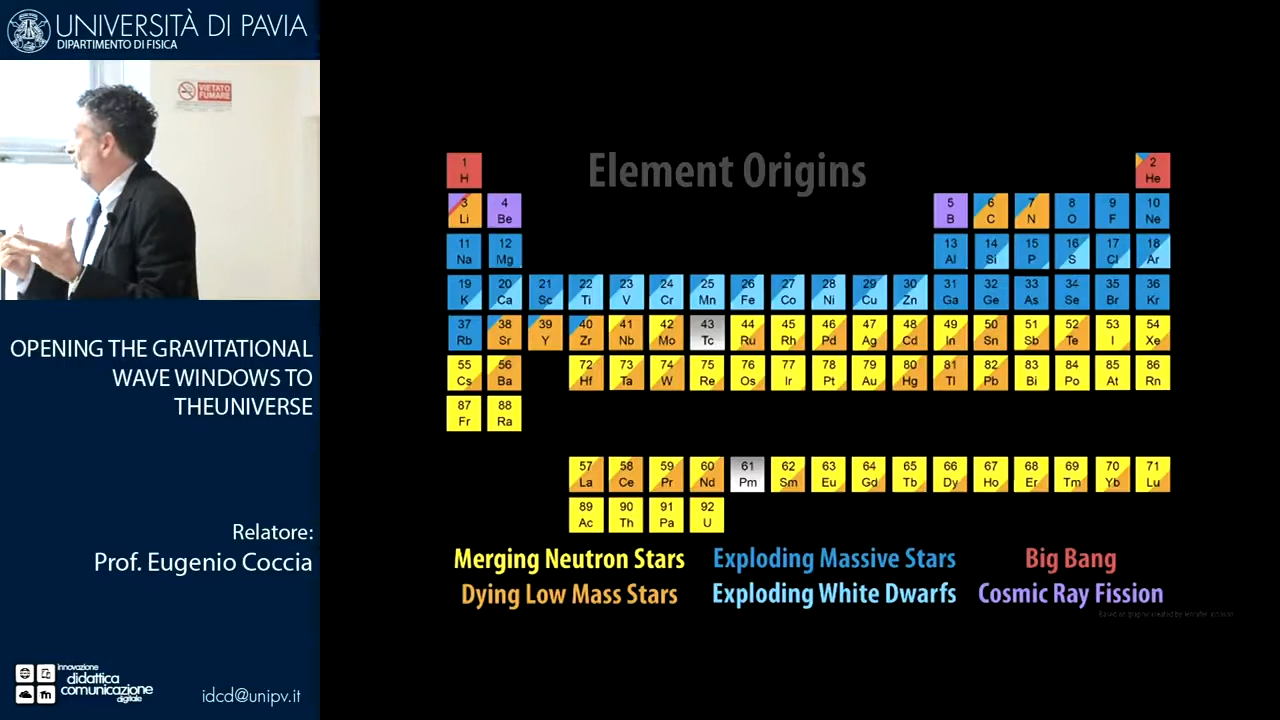 UNIVERSITÀ DI PAVIA
DIPARTIMENTO DI FISICA
VIETATO
FUMARE
OPENING THE GRAVITATIONAL
WAVE WINDOWS TO
THEUNIVERSE
Relatore:
Prof. Eugenio Coccia
innovazione
didattica
comunicazione
digitale
idcd@unipv.it
Element Origins
1 2
H He
3 4 5 6 7 8 9 10
Li Be B C N O F Ne
11 12 13 14 15 16 17 18
Na Mg Al Si P S Cl Ar
19 20 21 22 23 24 25 26 27 28 29 30 31 32 33 34 35 36
K Ca Sc Ti V Cr Mn Fe Co Ni Cu Zn Ga Ge As Se Br Kr
37 38 39 40 41 42 43 44 45 46 47 48 49 50 51 52 53 54
Rb Sr Y Zr Nb Mo Tc Ru Rh Pd Ag Cd In Sn Sb Te I Xe
55 56 72 73 74 75 76 77 78 79 80 81 82 83 84 85 86
Cs Ba Hf Ta W Re Os Ir Pt Au Hg Tl Pb Bi Po At Rn
87 88
Fr Ra
57 58 59 60 61 62 63 64 65 66 67 68 69 70 71
La Ce Pr Nd Pm Sm Eu Gd Tb Dy Ho Er Tm Yb Lu
89 90 91 92
Ac Th Pa U
Merging Neutron Stars Exploding Massive Stars Big Bang
Dying Low Mass Stars Exploding White Dwarfs Cosmic Ray Fission
Based on graphic created by Jennifer Johnson